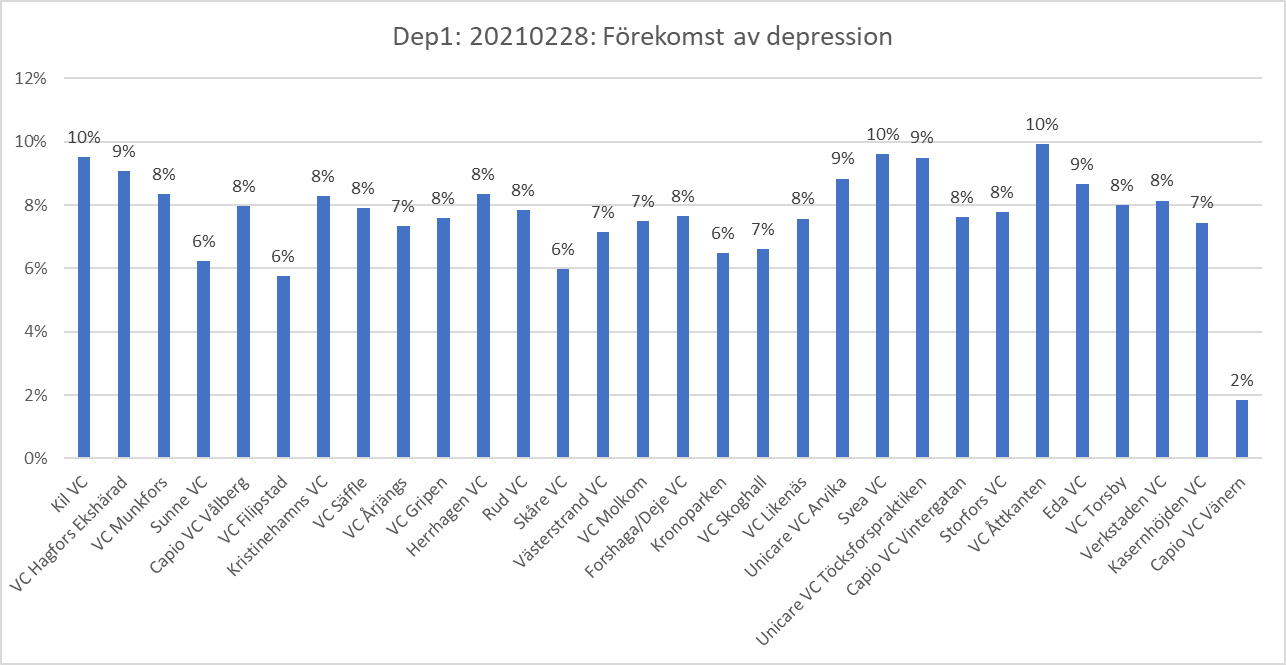 Dep1: 20210228: Förekomst av depression
12%
10%
8%
6%
4%
2%
0%
10%
9%
8%
6%
8%
6%
8%
8%
7%
8%
8%
8%
6%
7%
7%
8%
6%
7%
8%
9%
10%
9%
8%
8%
10%
9%
8%
8%
7%
2%
Kil VC
VC Hagfors Ekshärad
VC Munkfors
Sunne VC
Capio VC Vålberg
VC Filipstad
Kristinehamns VC
VC Säffle
VC Årjängs
VC Gripen
Herrhagen VC
Rud VC
Skåre VC
Västerstrand VC
VC Molkom
Forshaga/Deje VC
Kronoparken
VC Skoghall
VC Likenäs
Unicare VC Arvika
Svea VC
Unicare VC Töcksforspraktiken
Capio VC Vintergatan
Storfors VC
VC Åttkanten
Eda VC
VC Torsby
Verkstaden VC
Kasernhöjden VC
Capio VC Vänern